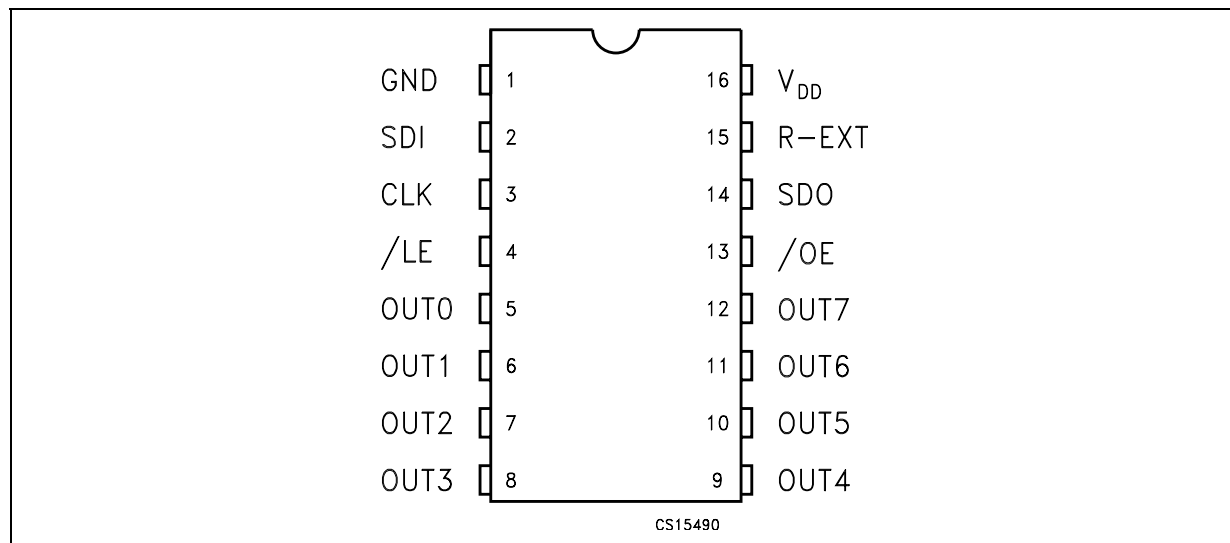 GND 1 16 VDD
SDI 2 15 R-EXT
CLK 3 14 SDO
/LE 4 13 /OE
OUT0 5 12 OUT7
OUT1 6 11 OUT6
OUT2 7 10 OUT5
OUT3 8 9 OUT4
CS15490